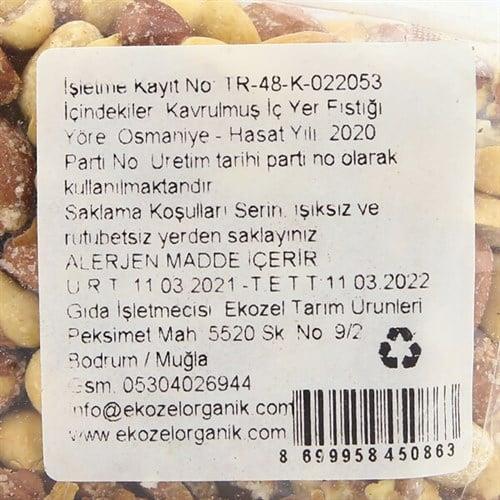 İşletme Kayıt No: TR-48-K-022053
İçindekiler: Kavrulmuş İç Yer Fıstığı
Yöre: Osmaniye - Hasat Yılı: 2020
Parti No: Üretim tarihi parti no olarak
kullanılmaktandır
Saklama Koşulları Serin, ışıksız ve
rutubetsiz yerden saklayınız
ALERJEN MADDE İÇERİR
Ü R T 11 03.2021 -T E T T 11 03.2022
Gıda İşletmecisi Ekozel Tarım Ürünleri
Peksimet Mah. 5520 Sk. No: 9/2
Bodrum / Muğla
Gsm: 05304026944
info@ekozelorganik.com
www.ekozelorganik.com
8 699958 450863